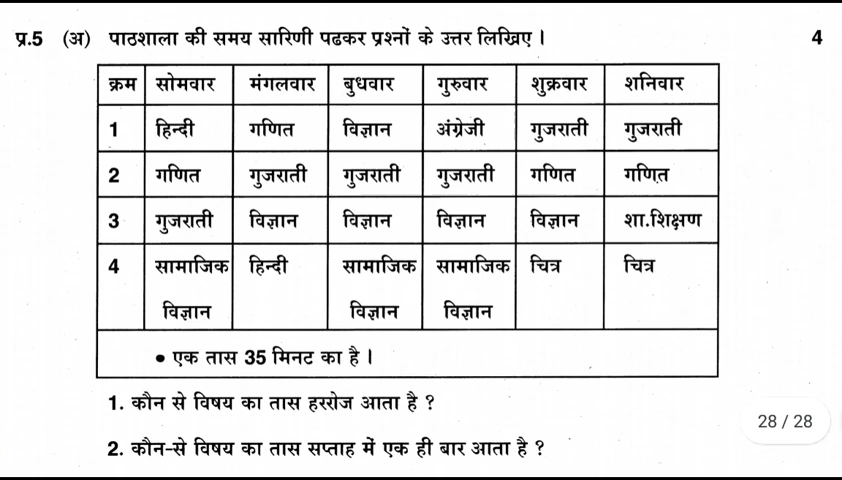 प्र.5 (अ) पाठशाला की समय सारिणी पढकर प्रश्नों के उत्तर लिखिए । 4
क्रम सोमवार मंगलवार बुधवार गुरुवार शुक्रवार शनिवार
1 हिन्दी गणित विज्ञान अंग्रेजी गुजराती गुजराती
2 गणित गुजराती गुजराती गुजराती गणित गणित
3 गुजराती विज्ञान विज्ञान विज्ञान विज्ञान शा.शिक्षण
4 सामाजिक हिन्दी सामाजिक सामाजिक चित्र चित्र
विज्ञान विज्ञान विज्ञान
• एक तास 35 मिनट का है ।
1. कौन से विषय का तास हररोज आता है ?
28 / 28
2. कौन-से विषय का तास सप्ताह में एक ही बार आता है ?